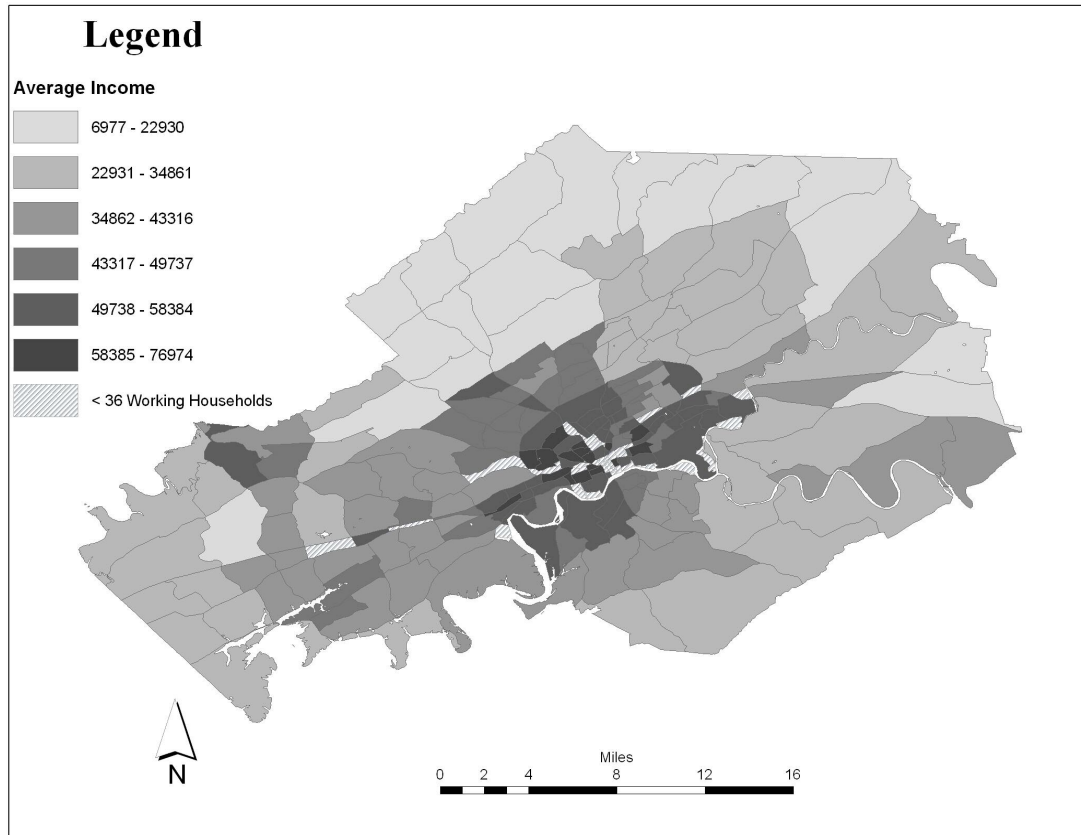 Legend
Average Income
6977 - 22930
22931 - 34861
34862 - 43316
43317 - 49737
49738 - 58384
58385 - 76974
< 36 Working Households
N
Miles
0 2 4 8 12 16